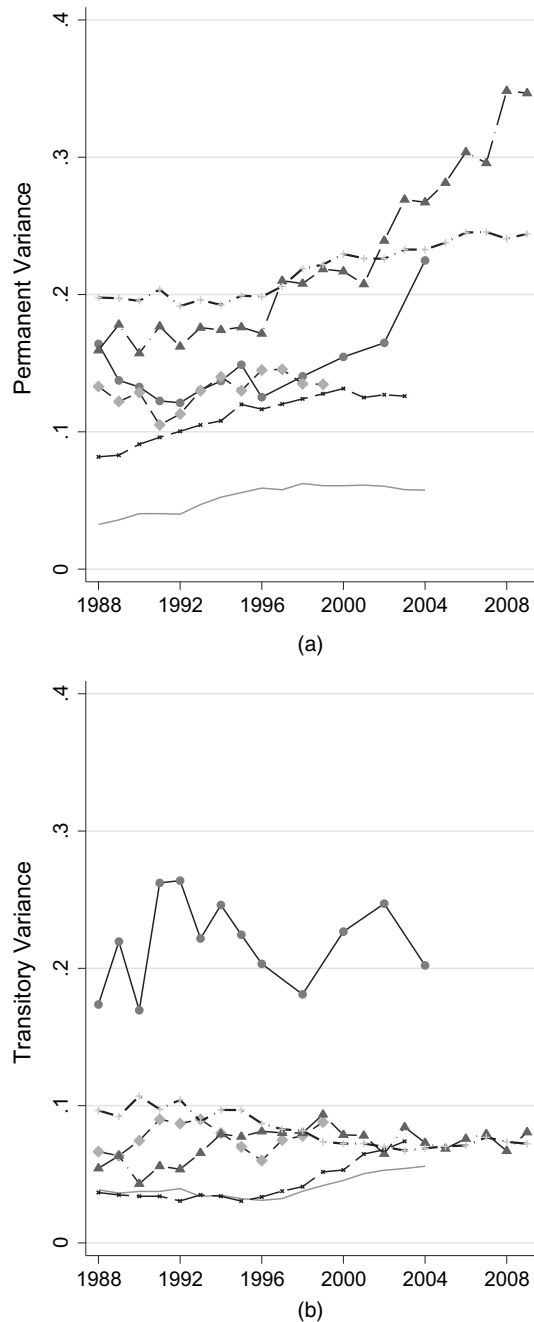 .4
.3
.2
.1
0
Permanent Variance
1988 1992 1996 2000 2004 2008
(a)
.4
.3
.2
.1
0
Transitory Variance
1988 1992 1996 2000 2004 2008
(b)